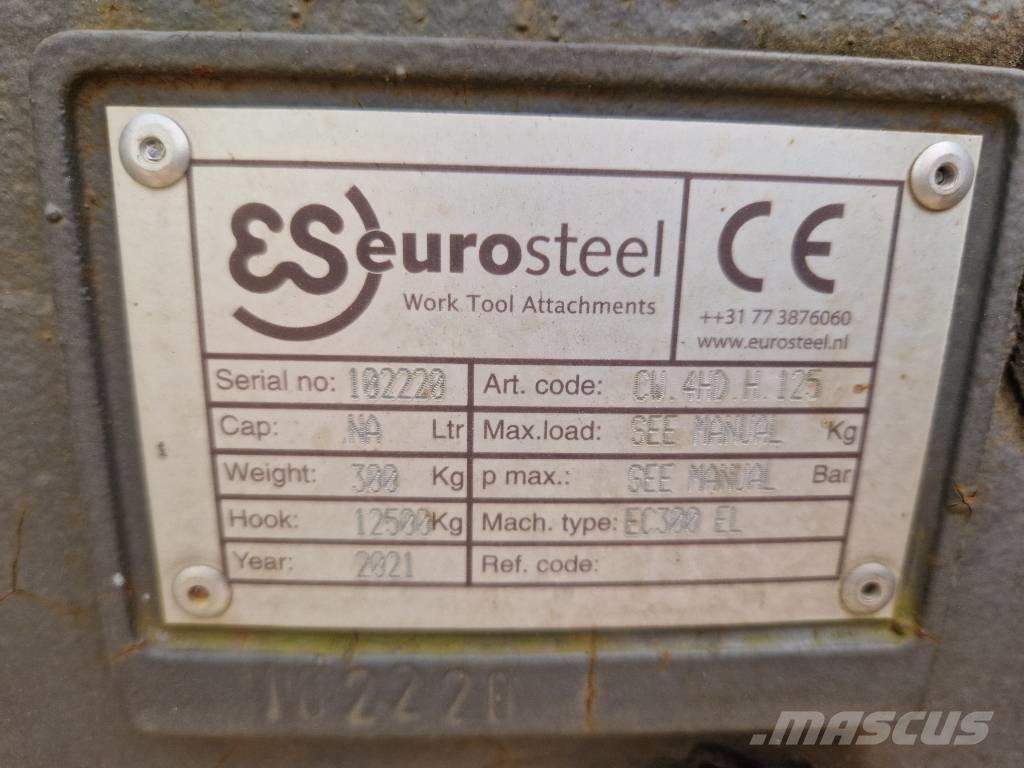 ES eurosteel
Work Tool Attachments
CE
++31 77 3876060
www.eurosteel.nl
Serial no: 102220 Art. code: CW.4HD.H.125
Cap: NA Ltr Max.load: SEE MANUAL Kg
Weight: 300 Kg p max.: SEE MANUAL Bar
Hook: 12500 Kg Mach. type: EC300 EL
Year: 2021 Ref. code:
102220
MASCUS